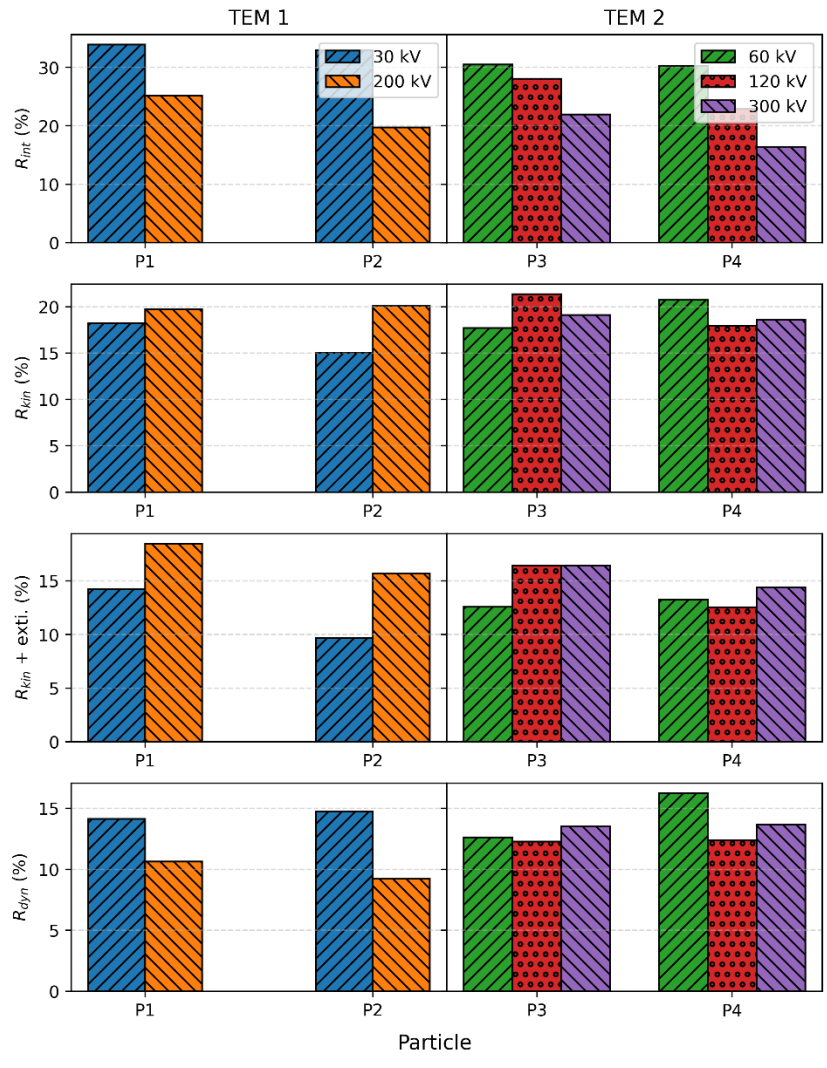 TEM 1
TEM 2
30 kV
200 kV
60 kV
120 kV
300 kV
R_int (%)
30
20
10
0
P1
P2
P3
P4
R_kin (%)
20
15
10
5
0
P1
P2
P3
P4
R_kin + exti. (%)
15
10
5
0
P1
P2
P3
P4
R_dyn (%)
15
10
5
0
P1
P2
P3
P4
Particle